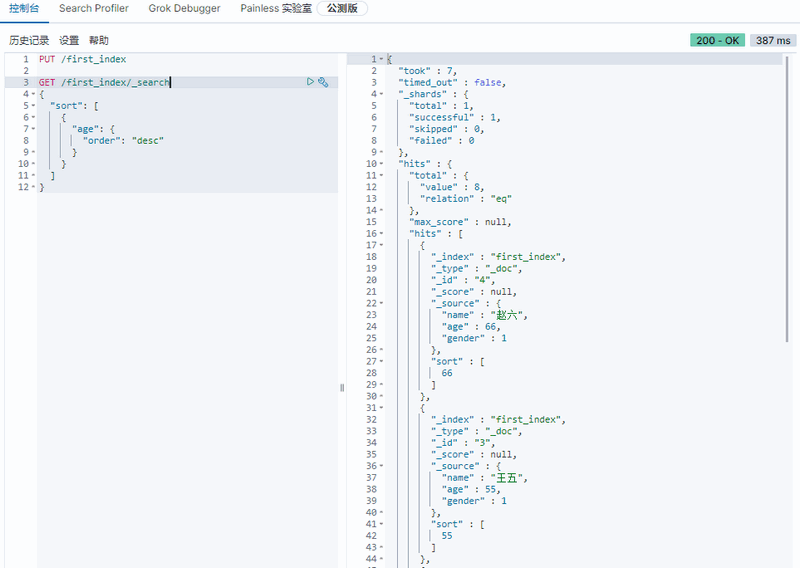 控制台 Search Profiler Grok Debugger Painless 实验室 公测版
历史记录 设置 帮助 200 - OK 387 ms
1 PUT /first_index
2
3 GET /first_index/_search
4 {
5 "sort": [
6 {
7 "age": {
8 "order": "desc"
9 }
10 }
11 ]
12 }
1 {
2 "took" : 7,
3 "timed_out" : false,
4 "_shards" : {
5 "total" : 1,
6 "successful" : 1,
7 "skipped" : 0,
8 "failed" : 0
9 },
10 "hits" : {
11 "total" : {
12 "value" : 8,
13 "relation" : "eq"
14 },
15 "max_score" : null,
16 "hits" : [
17 {
18 "_index" : "first_index",
19 "_type" : "_doc",
20 "_id" : "4",
21 "_score" : null,
22 "_source" : {
23 "name" : "赵六",
24 "age" : 66,
25 "gender" : 1
26 },
27 "sort" : [
28 66
29 ]
30 },
31 {
32 "_index" : "first_index",
33 "_type" : "_doc",
34 "_id" : "3",
35 "_score" : null,
36 "_source" : {
37 "name" : "王五",
38 "age" : 55,
39 "gender" : 1
40 },
41 "sort" : [
42 55
43 ]
44 },